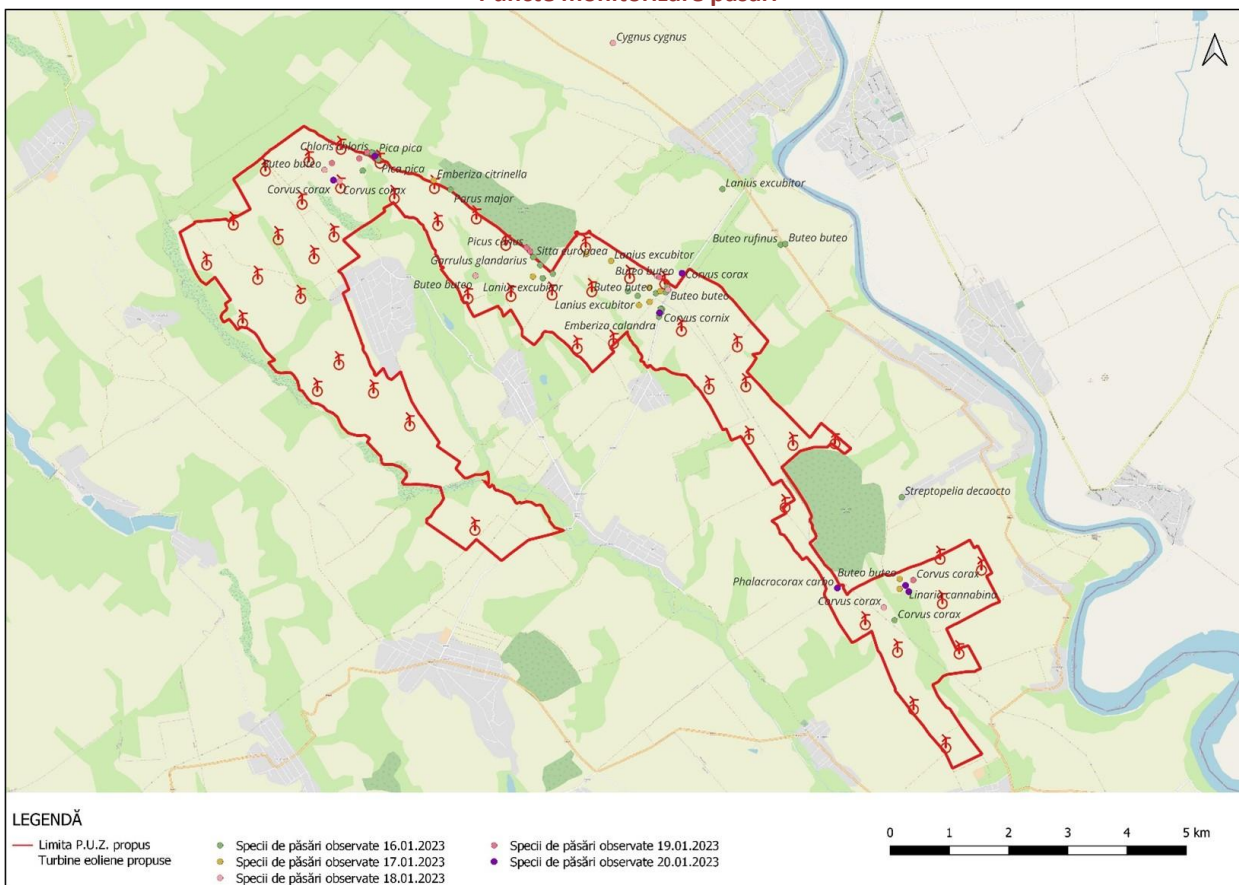 Puncte monitorizare păsări
Cygnus cygnus
Chloris chloris
Pica pica
Buteo buteo
Pica pica
Emberiza citrinella
Corvus corax
Corvus corax
Parus major
Lanius excubitor
Picus canus
Sitta europaea
Lanius excubitor
Buteo rufinus
Buteo buteo
Garrulus glandarius
Buteo buteo
Corvus corax
Buteo buteo
Lanius excubitor
Buteo buteo
Buteo buteo
Lanius excubitor
Emberiza calandra
Corvus cornix
Streptopelia decaocto
Buteo buteo
Corvus corax
Phalacrocorax carbo
Linaria cannabina
Corvus corax
Corvus corax
LEGENDĂ
Limita P.U.Z. propus
Turbine eoliene propuse
Specii de păsări observate 16.01.2023
Specii de păsări observate 17.01.2023
Specii de păsări observate 18.01.2023
Specii de păsări observate 19.01.2023
Specii de păsări observate 20.01.2023
0 1 2 3 4 5 km